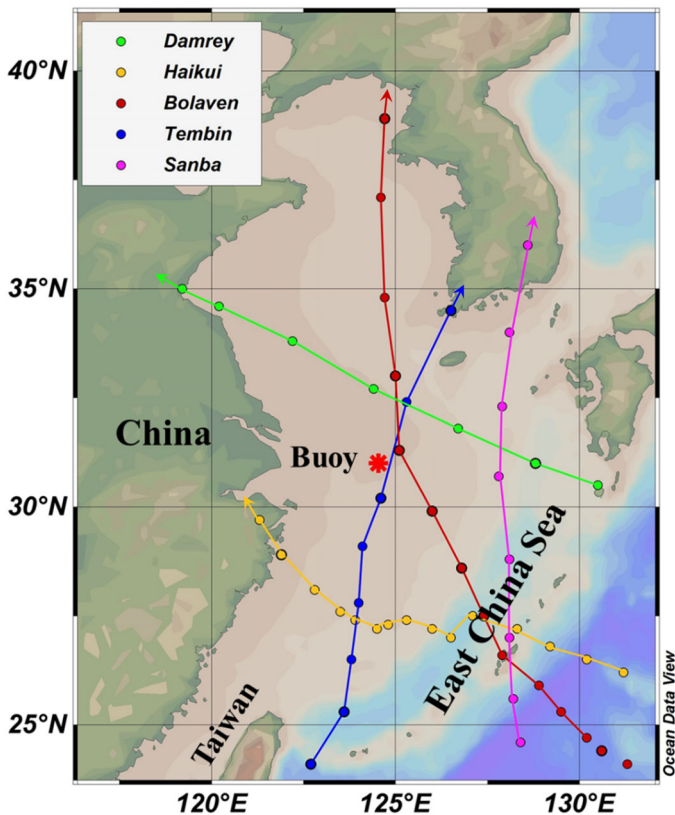 Damrey
Haikui
Bolaven
Tembin
Sanba
40°N
35°N
30°N
25°N
120°E
125°E
130°E
China
Buoy
East China Sea
Taiwan
Ocean Data View